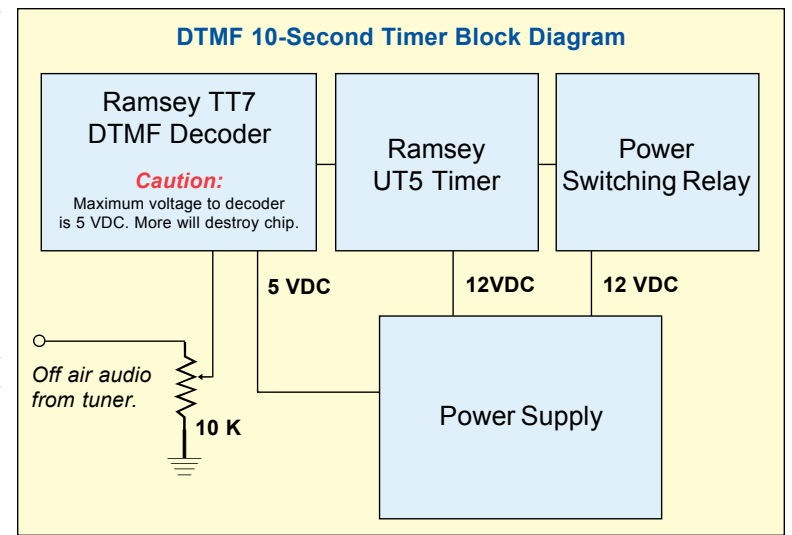 DTMF 10-Second Timer Block Diagram
Ramsey TT7
DTMF Decoder
Caution:
Maximum voltage to decoder
is 5 VDC. More will destroy chip.
Ramsey
UT5 Timer
Power
Switching Relay
5 VDC
12VDC
12 VDC
Off air audio
from tuner.
10 K
Power Supply